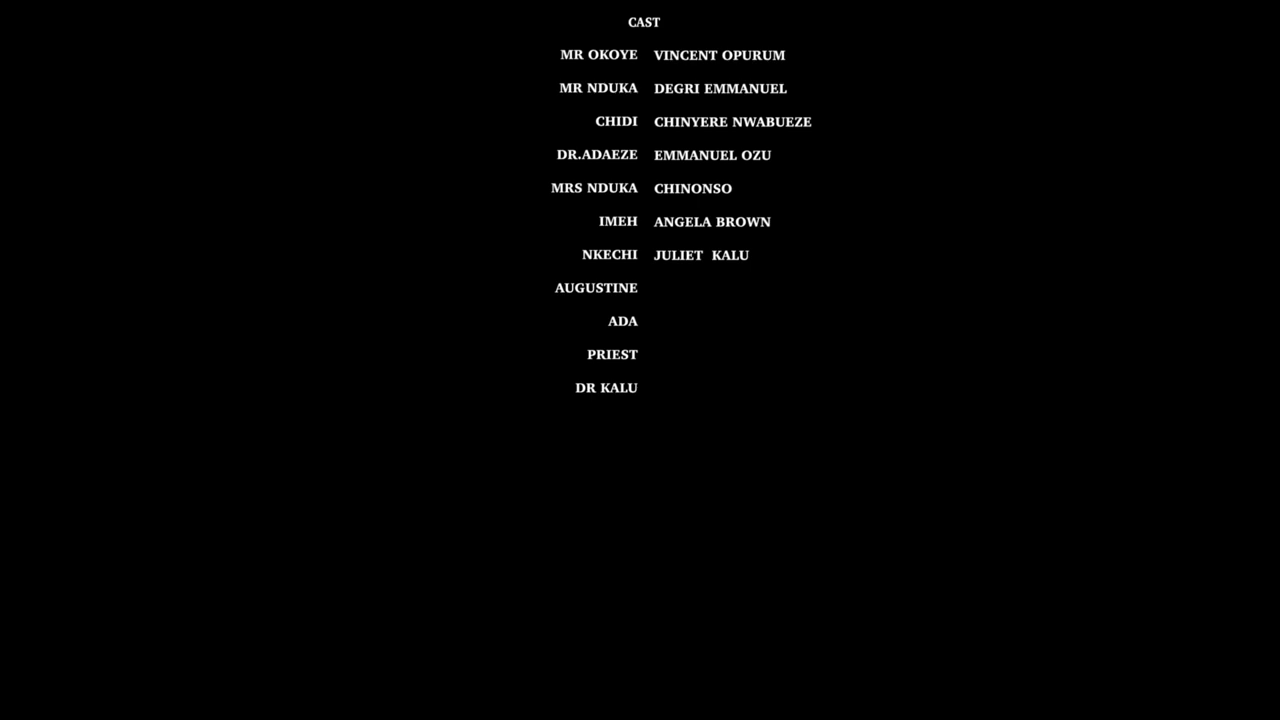 CAST
MR OKOYE VINCENT OPURUM
MR NDUKA DEGRI EMMANUEL
CHIDI CHINYERE NWABUEZE
DR.ADAEZE EMMANUEL OZU
MRS NDUKA CHINONSO
IMEH ANGELA BROWN
NKECHI JULIET  KALU
AUGUSTINE
ADA
PRIEST
DR KALU